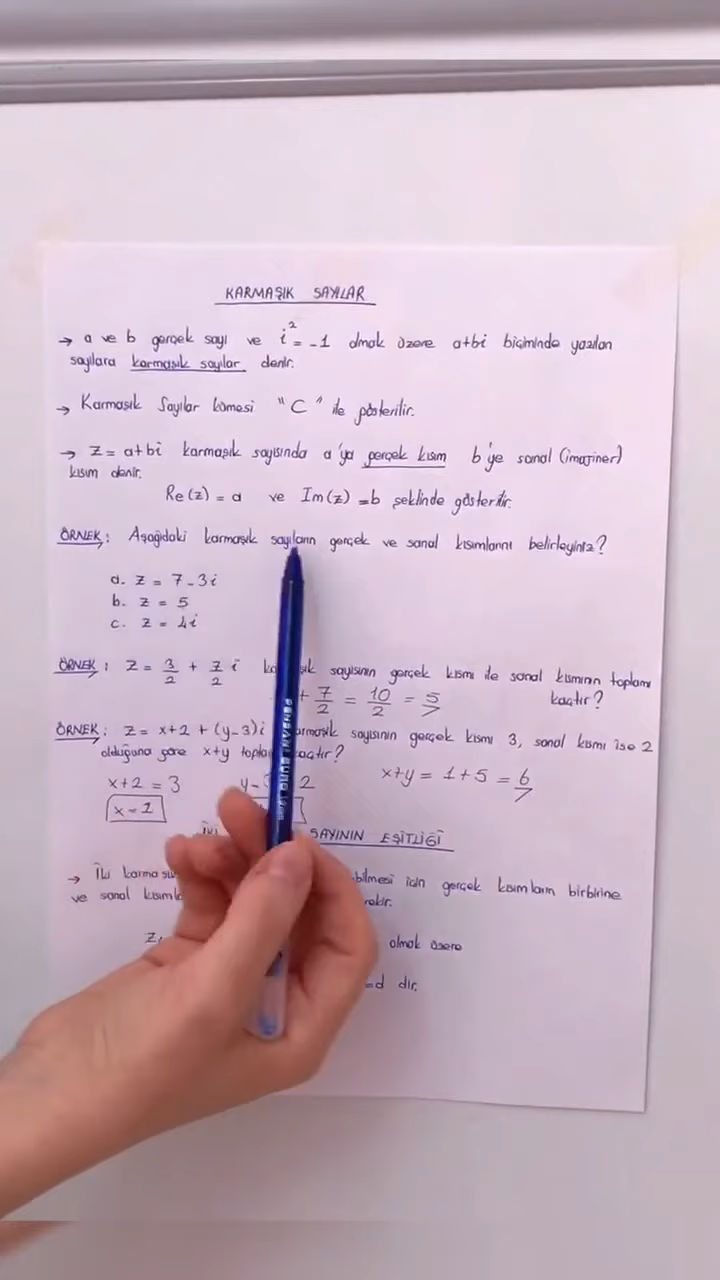 KARMAŞIK SAYILAR
→ a ve b gerçek sayı ve i² = -1 olmak üzere a+bi biçiminde yazılan
sayılara karmaşık sayılar denir.
→ Karmaşık Sayılar kümesi "C" ile gösterilir.
→ z = a+bi karmaşık sayısında a'ya gerçek kısım b'ye sanal (imajiner)
kısım denir.
Re(z) = a ve Im(z) = b şeklinde gösterilir.
ÖRNEK: Aşağıdaki karmaşık sayıların gerçek ve sanal kısımlarını belirleyiniz?
a. z = 7-3i
b. z = 5
c. z = 4i
ÖRNEK: z = 3/2 + 7/2 i sayısının gerçek kısmı ile sanal kısmının toplamı
kaçtır?
+ 7/2 = 10/2 = 5
ÖRNEK: z = x+2 + (y-3)i sayısının gerçek kısmı 3, sanal kısmı ise 2
olduğuna göre x+y kaçtır?
x+2 = 3 2 x+y = 1+5 = 6
x=1
SAYININ EŞİTLİĞİ
→ İki için gerçek kısımların birbirine
ve sanal
olmak üzere
=d dir.
PENSAN BURO